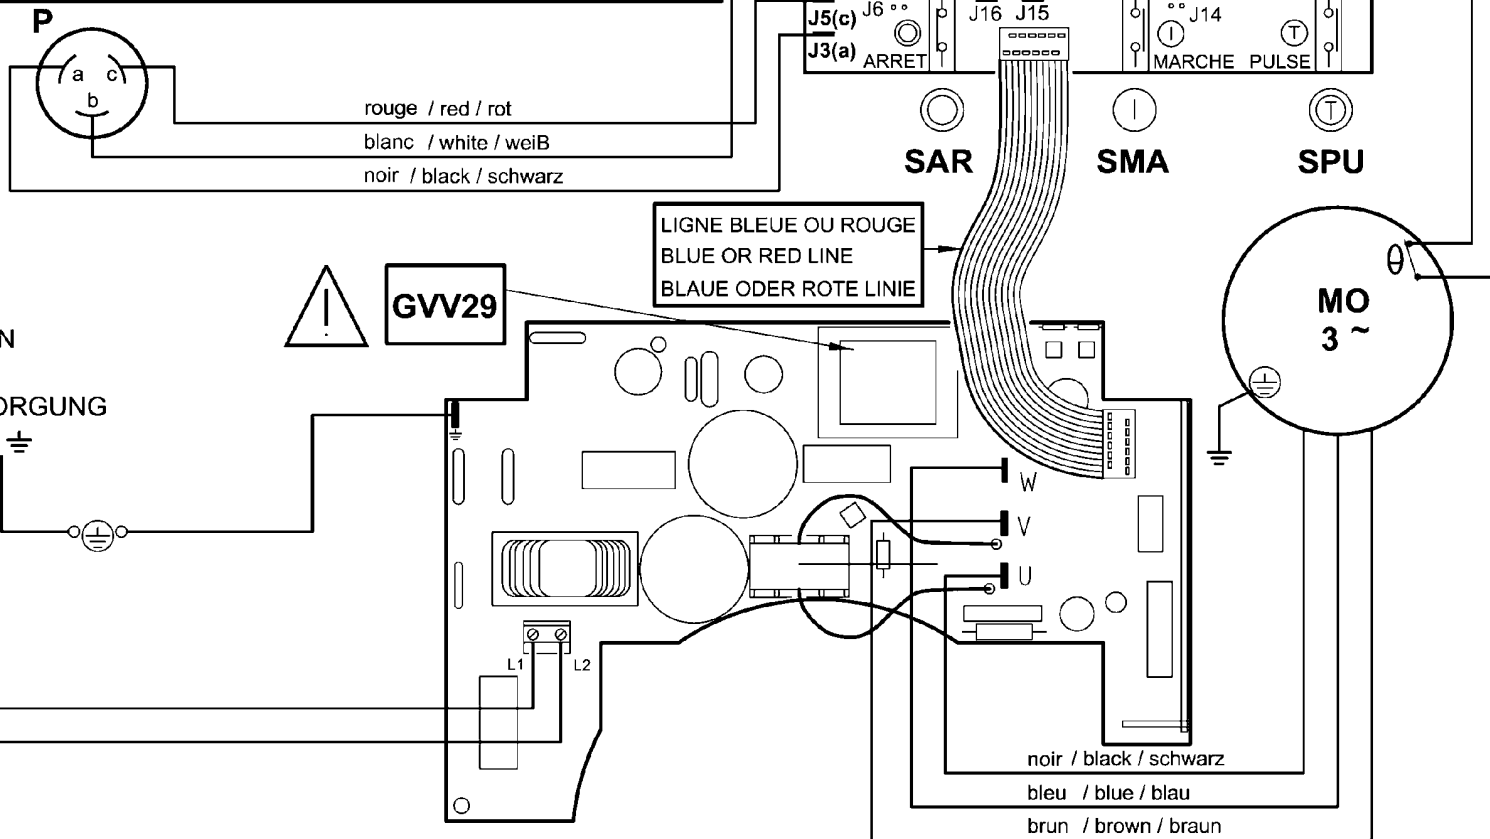 P
J5(c)
J6
J16
J15
J14
J3(a)
ARRET
I
T
MARCHE
PULSE
a
c
b
rouge / red / rot
blanc / white / weiB
noir / black / schwarz
I
T
SAR
SMA
SPU
LIGNE BLEUE OU ROUGE
BLUE OR RED LINE
BLAUE ODER ROTE LINIE
θ
!
GVV29
MO
3 ~
N
ORGUNG
W
V
U
L1
L2
noir / black / schwarz
bleu / blue / blau
brun / brown / braun